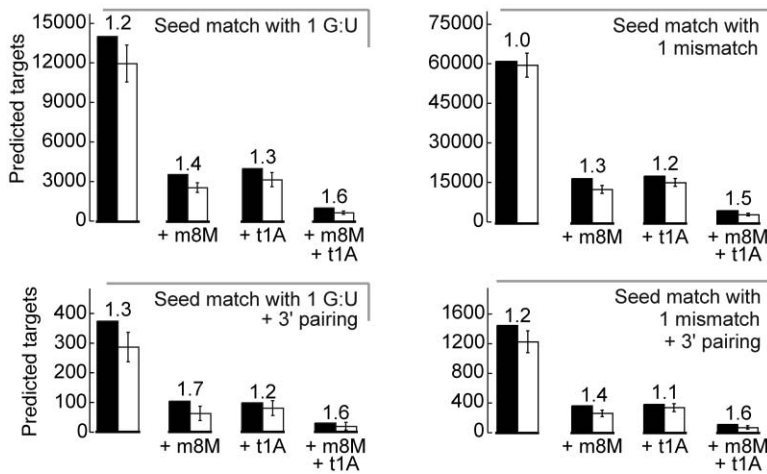 Seed match with 1 G:U
Predicted targets
15000
12000
9000
6000
3000
0
1.2
1.4
1.3
1.6
+ m8M
+ t1A
+ m8M
+ t1A
Seed match with
1 mismatch
75000
60000
45000
30000
15000
0
1.0
1.3
1.2
1.5
+ m8M
+ t1A
+ m8M
+ t1A
Seed match with 1 G:U
+ 3' pairing
Predicted targets
400
300
200
100
0
1.3
1.7
1.2
1.6
+ m8M
+ t1A
+ m8M
+ t1A
Seed match with
1 mismatch
+ 3' pairing
1600
1200
800
400
0
1.2
1.4
1.1
1.6
+ m8M
+ t1A
+ m8M
+ t1A